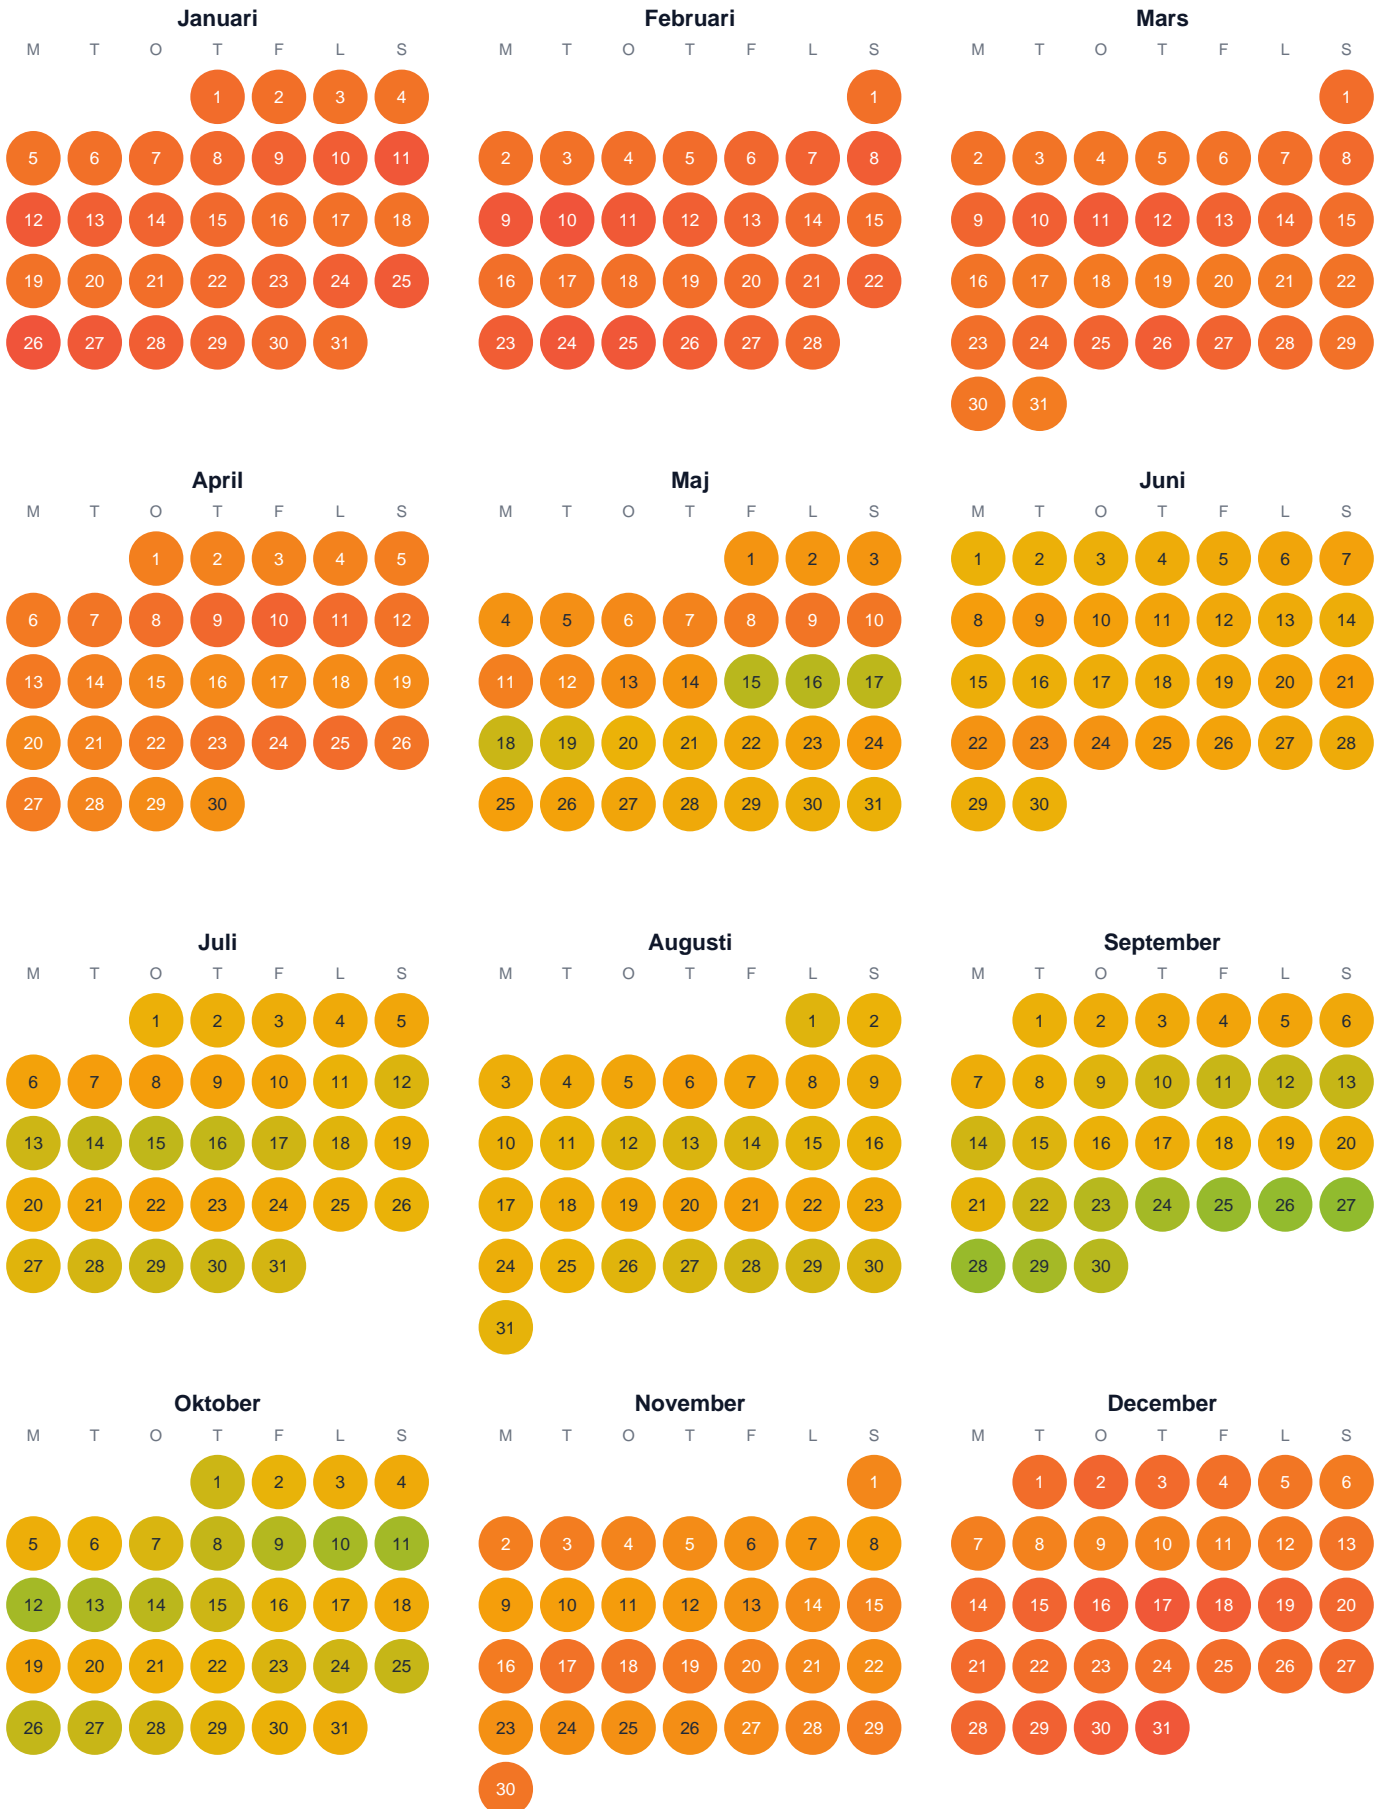 Januari Februari Mars
M T O T F L S M T O T F L S M T O T F L S
1 2 3 4 1 1
5 6 7 8 9 10 11 2 3 4 5 6 7 8 2 3 4 5 6 7 8
12 13 14 15 16 17 18 9 10 11 12 13 14 15 9 10 11 12 13 14 15
19 20 21 22 23 24 25 16 17 18 19 20 21 22 16 17 18 19 20 21 22
26 27 28 29 30 31 23 24 25 26 27 28 23 24 25 26 27 28 29
30 31
April Maj Juni
M T O T F L S M T O T F L S M T O T F L S
1 2 3 4 5 1 2 3 1 2 3 4 5 6 7
6 7 8 9 10 11 12 4 5 6 7 8 9 10 8 9 10 11 12 13 14
13 14 15 16 17 18 19 11 12 13 14 15 16 17 15 16 17 18 19 20 21
20 21 22 23 24 25 26 18 19 20 21 22 23 24 22 23 24 25 26 27 28
27 28 29 30 25 26 27 28 29 30 31 29 30
Juli Augusti September
M T O T F L S M T O T F L S M T O T F L S
1 2 3 4 5 1 2 1 2 3 4 5 6
6 7 8 9 10 11 12 3 4 5 6 7 8 9 7 8 9 10 11 12 13
13 14 15 16 17 18 19 10 11 12 13 14 15 16 14 15 16 17 18 19 20
20 21 22 23 24 25 26 17 18 19 20 21 22 23 21 22 23 24 25 26 27
27 28 29 30 31 24 25 26 27 28 29 30 28 29 30
31
Oktober November December
M T O T F L S M T O T F L S M T O T F L S
1 2 3 4 1 1 2 3 4 5 6
5 6 7 8 9 10 11 2 3 4 5 6 7 8 7 8 9 10 11 12 13
12 13 14 15 16 17 18 9 10 11 12 13 14 15 14 15 16 17 18 19 20
19 20 21 22 23 24 25 16 17 18 19 20 21 22 21 22 23 24 25 26 27
26 27 28 29 30 31 23 24 25 26 27 28 29 28 29 30 31
30